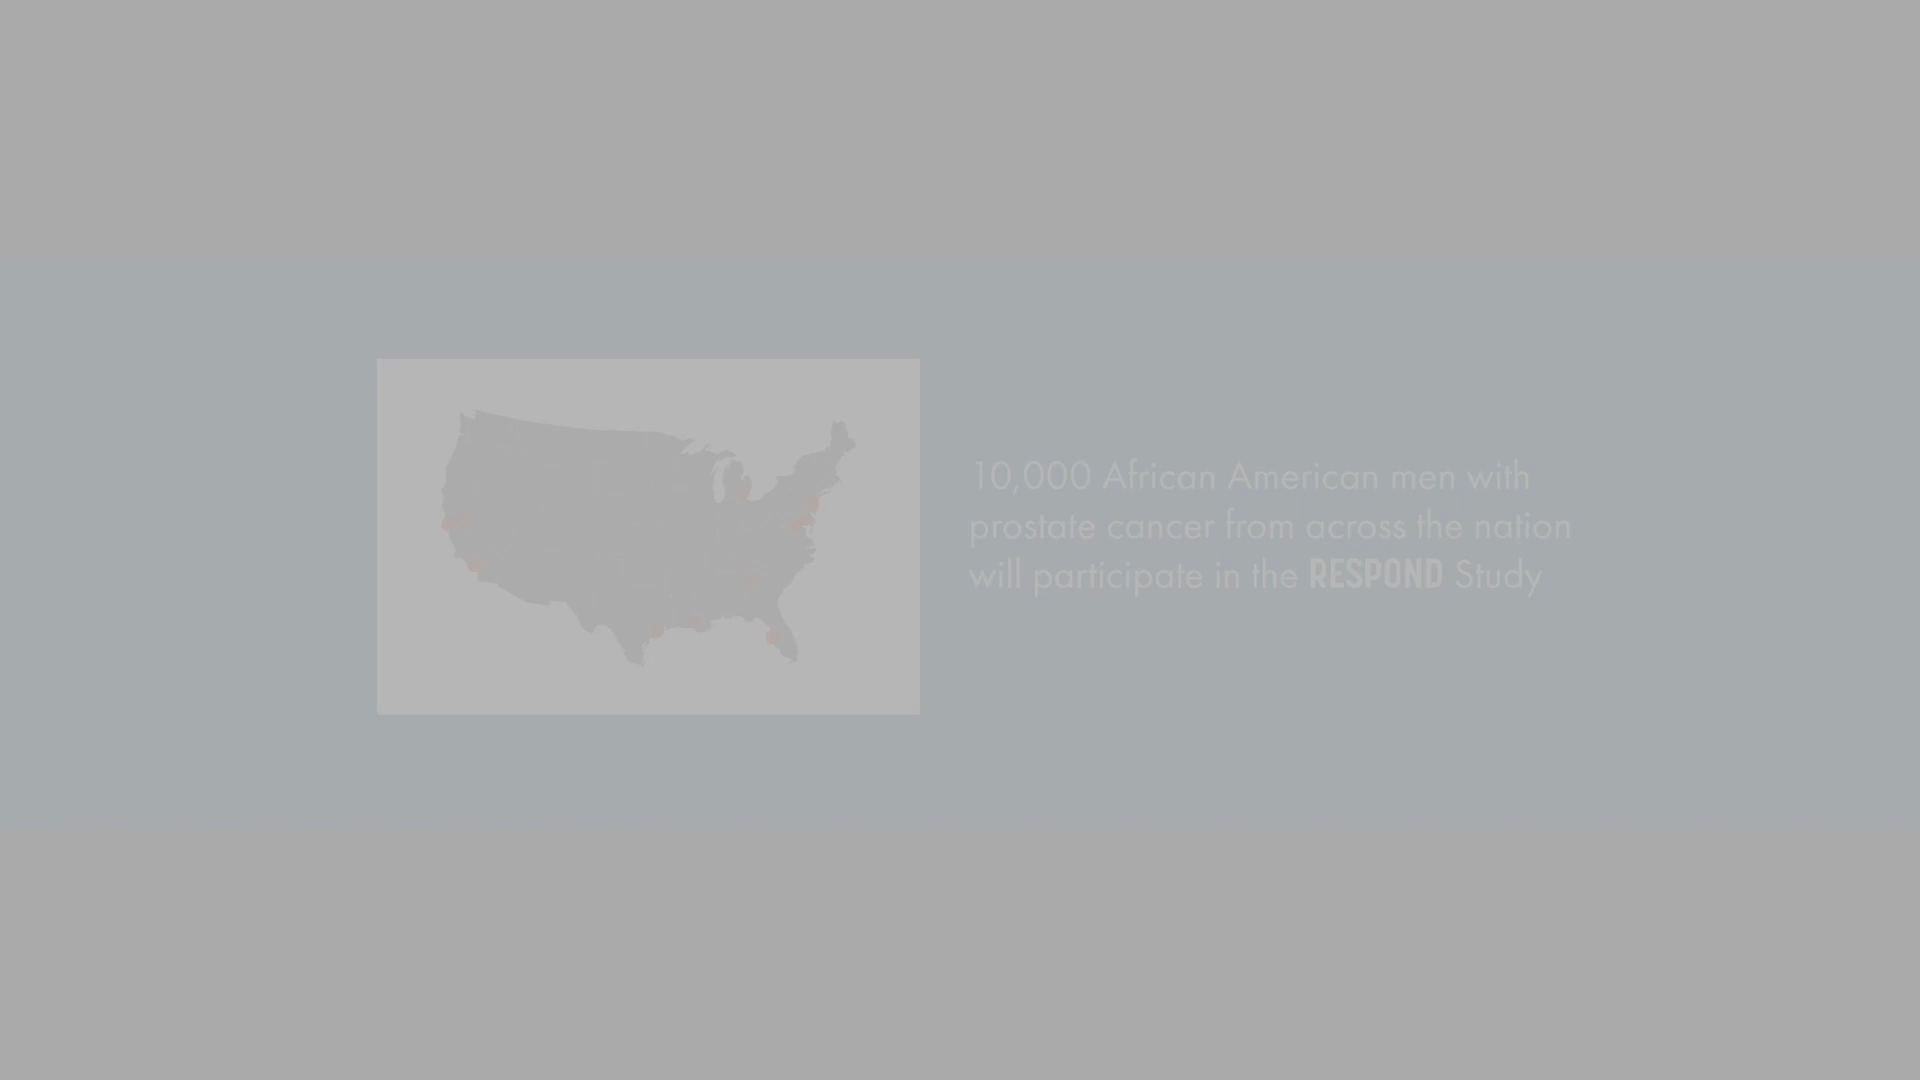 10,000 African American men with
prostate cancer from across the nation
will participate in the RESPOND Study